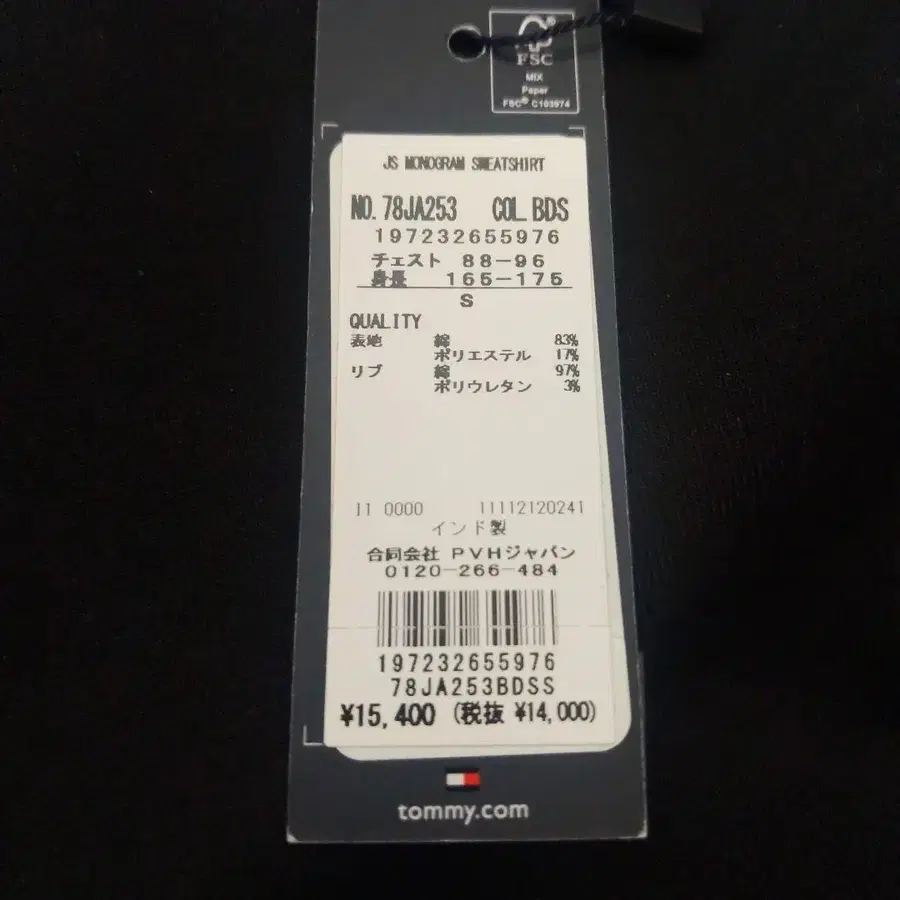 FSC®
MIX
Paper
FSC® C103974
JS MONOGRAM SWEATSHIRT
NO. 78JA253 COL. BDS
197232655976
チェスト 88-96
身長 165-175
S
QUALITY
表地 綿 83%
ポリエステル 17%
リブ 綿 97%
ポリウレタン 3%
11 0000 11112120241
インド製
合同会社 PVHジャパン
0120-266-484
197232655976
78JA253BDSS
¥15,400 (税抜 ¥14,000)
tommy.com